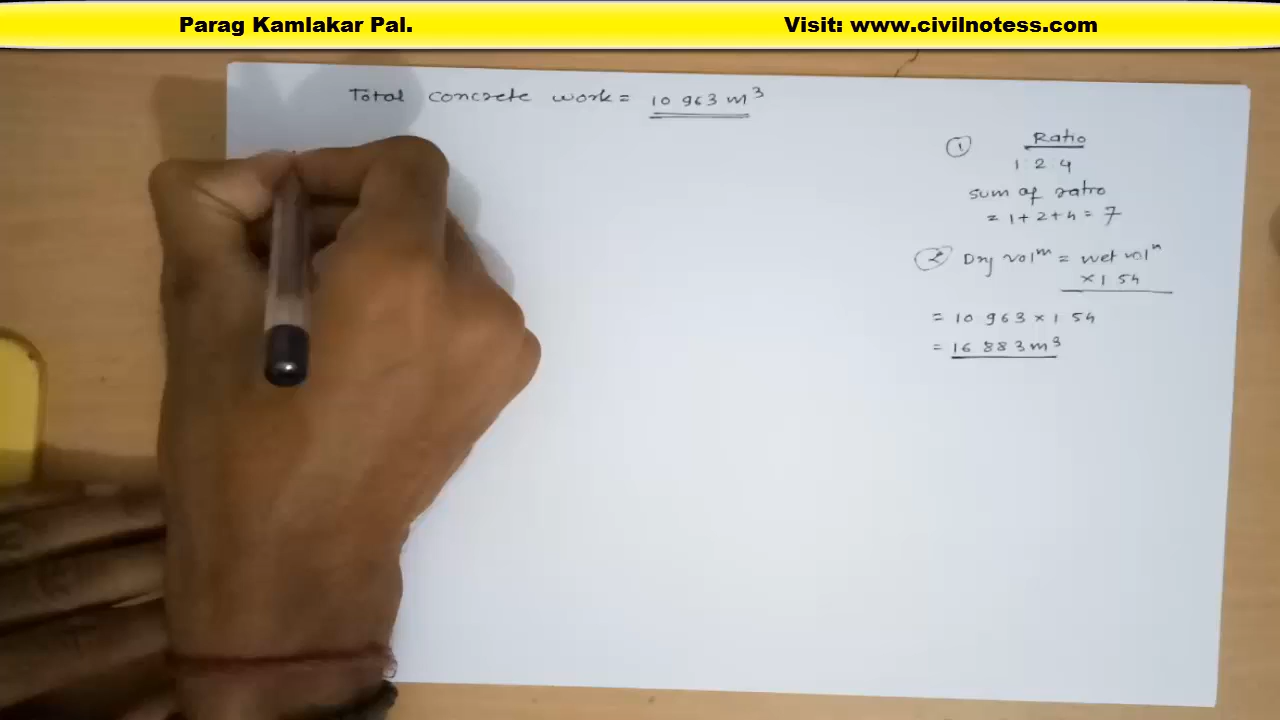 Parag Kamlakar Pal.
Visit: www.civilnotess.com
Total concrete work = 10 963 m³
① Ratio
1 2 4
sum of ratio
= 1 + 2 + 4 = 7
② Dry volᵐ = wet volᵐ
× 1 54
= 10 963 × 1 54
= 16 883 m³